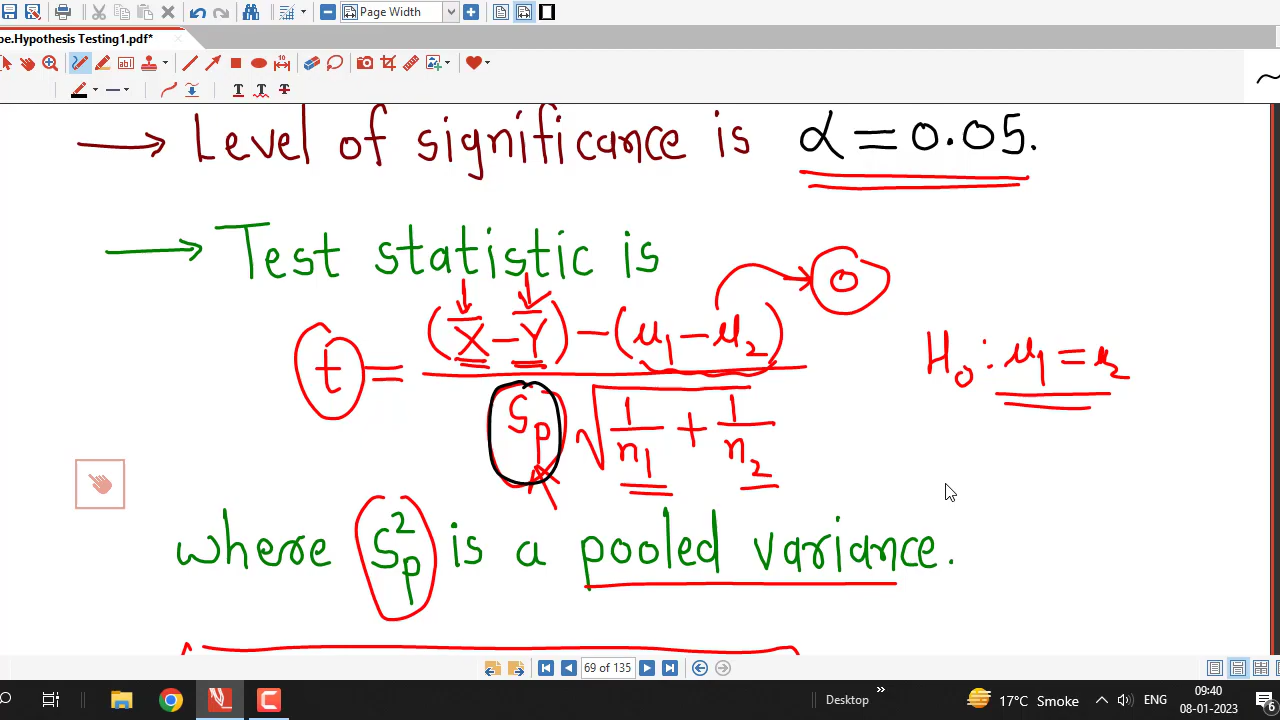 Page Width
pe.Hypothesis Testing1.pdf*
→ Level of significance is α = 0.05.
→ Test statistic is
t = (X̅ − Y̅) − (μ₁ − μ₂) → 0
Sp √ 1/n₁ + 1/n₂
H₀ : μ₁ = μ₂
where S²p is a pooled variance.
69 of 135
Desktop
»
17°C Smoke
ENG
09:40
08-01-2023
6